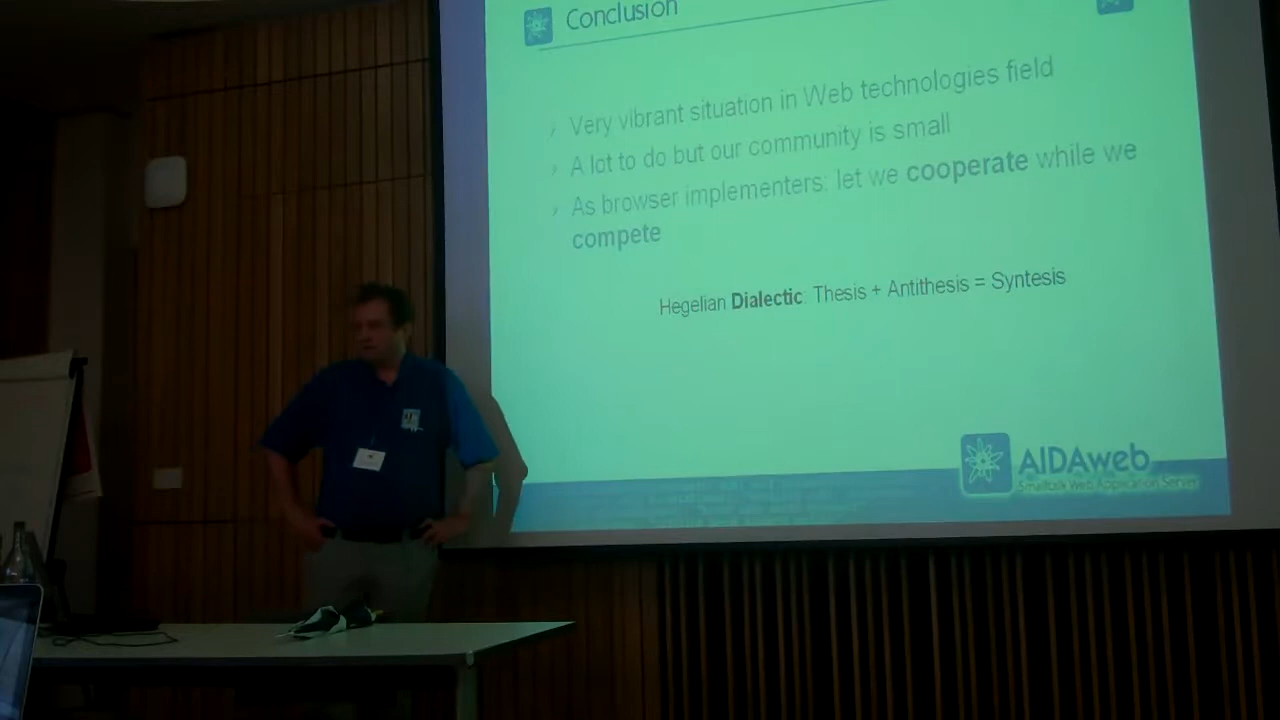 Conclusion
Very vibrant situation in Web technologies field
A lot to do but our community is small
As browser implementers: let we cooperate while we
compete
Hegelian Dialectic: Thesis + Antithesis = Syntesis
AIDAweb
Smalltalk Web Application Server